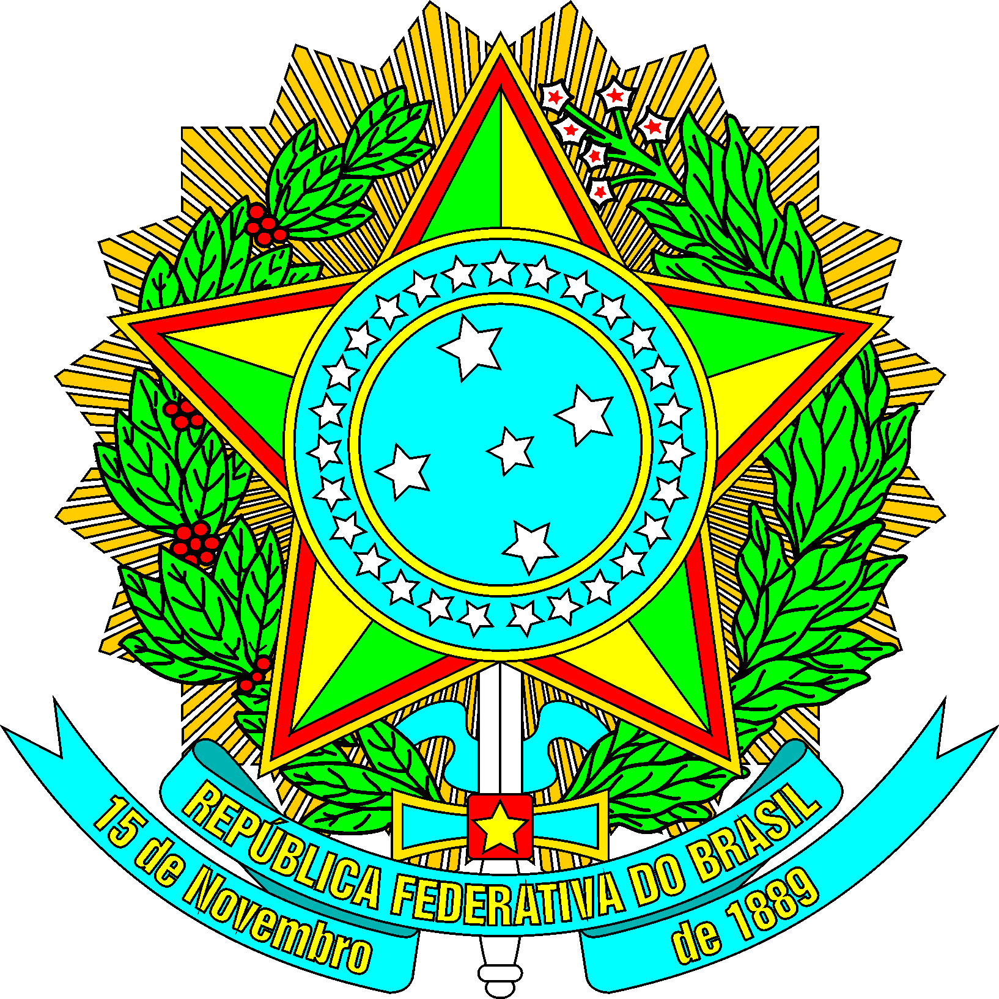 REPÚBLICA FEDERATIVA DO BRASIL
15 de Novembro
de 1889